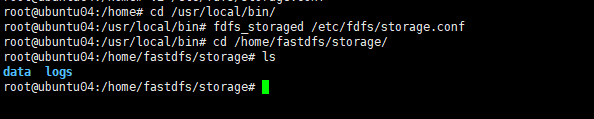 root@ubuntu04:/home# cd /usr/local/bin/
root@ubuntu04:/usr/local/bin# fdfs_storaged /etc/fdfs/storage.conf
root@ubuntu04:/usr/local/bin# cd /home/fastdfs/storage/
root@ubuntu04:/home/fastdfs/storage# ls
data  logs
root@ubuntu04:/home/fastdfs/storage#